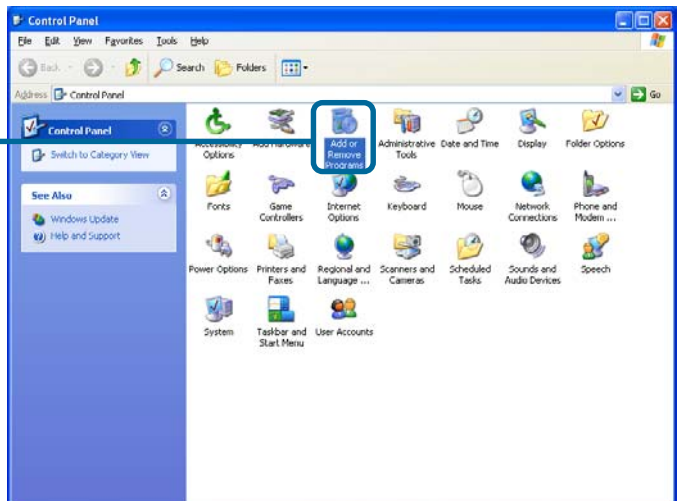 Control Panel
File Edit View Favorites Tools Help
Back Search Folders
Address Control Panel Go
Control Panel
Switch to Category View
See Also
Windows Update
Help and Support
Accessibility Options
Add Hardware
Add or Remove Programs
Administrative Tools
Date and Time
Display
Folder Options
Fonts
Game Controllers
Internet Options
Keyboard
Mouse
Network Connections
Phone and Modem ...
Power Options
Printers and Faxes
Regional and Language ...
Scanners and Cameras
Scheduled Tasks
Sounds and Audio Devices
Speech
System
Taskbar and Start Menu
User Accounts